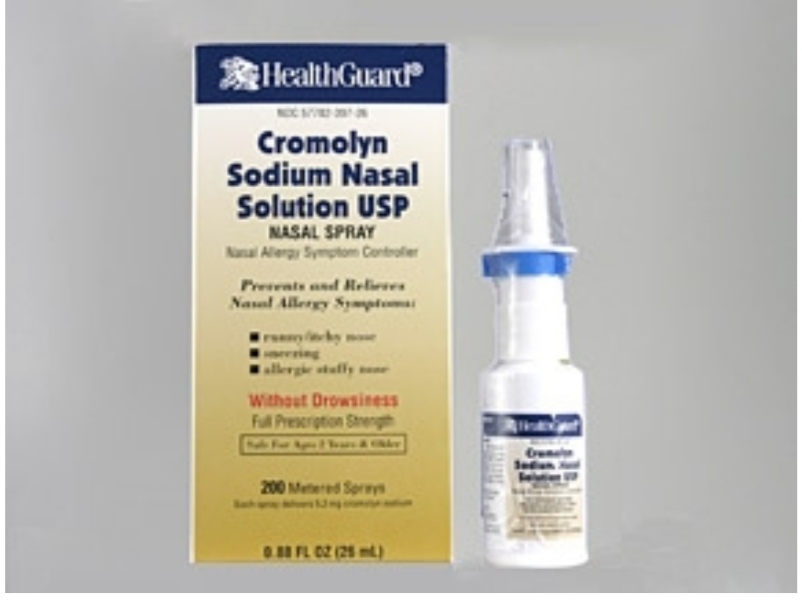 HealthGuard®
NDC 57782-397-26
Cromolyn
Sodium Nasal
Solution USP
NASAL SPRAY
Nasal Allergy Symptom Controller
Prevents and Relieves
Nasal Allergy Symptoms:
■ runny/itchy nose
■ sneezing
■ allergic stuffy nose
Without Drowsiness
Full Prescription Strength
Safe For Ages 2 Years & Older
200 Metered Sprays
Each spray delivers 5.2 mg cromolyn sodium
0.88 FL OZ (26 mL)
HealthGuard®
Cromolyn
Sodium Nasal
Solution USP
NASAL SPRAY